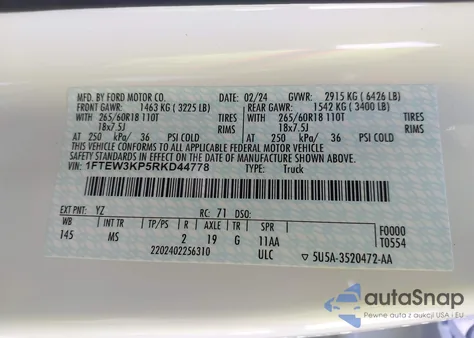 MFD. BY FORD MOTOR CO. 02/24 GVWR: 2915 KG ( 6426 LB)
FRONT GAWR: 1463 KG ( 3225 LB) REAR GAWR: 1542 KG ( 3400 LB)
WITH 265/60R18 110T TIRES WITH 265/60R18 110T TIRES
18x7.5J RIMS 18x7.5J RIMS
AT 250 kPa/ 36 PSI COLD AT 250 kPa/ 36 PSI COLD
THIS VEHICLE CONFORMS TO ALL APPLICABLE FEDERAL MOTOR VEHICLE
SAFETY STANDARDS IN EFFECT ON THE DATE OF MANUFACTURE SHOWN ABOVE.
VIN: 1FTEW3KP5RKD44778 TYPE: Truck
EXT PNT: YZ RC: 71 DSO:
WB INT TR R AXLE TR SPR F0000
145 MS 2 19 G 11AA T0554
2202402256310 ULC ▽ 5U5A-3520472-AA
autoSnap
Pewne auta z aukcji USA i EU